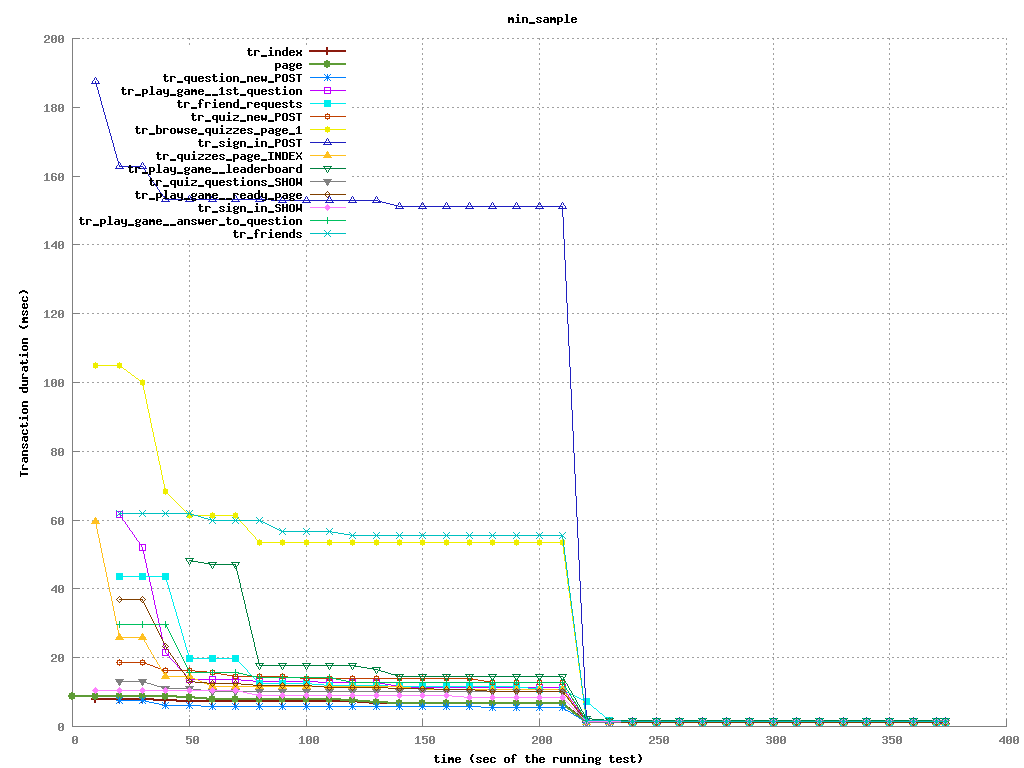 min_sample
200
180
160
140
120
100
80
60
40
20
0
Transaction duration (msec)
tr_index
page
tr_question_new_POST
tr_play_game__1st_question
tr_friend_requests
tr_quiz_new_POST
tr_browse_quizzes_page_1
tr_sign_in_POST
tr_quizzes_page_INDEX
tr_play_game__leaderboard
tr_quiz_questions_SHOW
tr_play_game__ready_page
tr_sign_in_SHOW
tr_play_game__answer_to_question
tr_friends
0 50 100 150 200 250 300 350 400
time (sec of the running test)